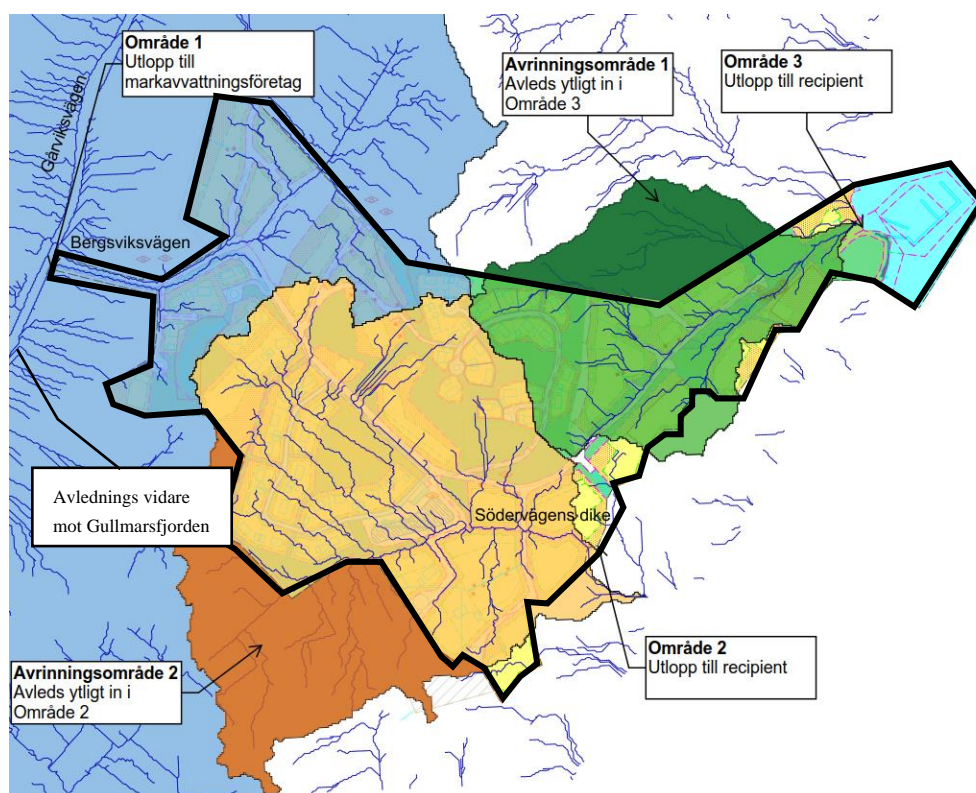 Område 1
Utlopp till
markavvattningsföretag
Avrinningsområde 1
Avleds ytligt in i
Område 3
Område 3
Utlopp till recipient
Gårviksvägen
Bergsviksvägen
Avlednings vidare
mot Gullmarsfjorden
Södervägens dike
Avrinningsområde 2
Avleds ytligt in i
Område 2
Område 2
Utlopp till recipient